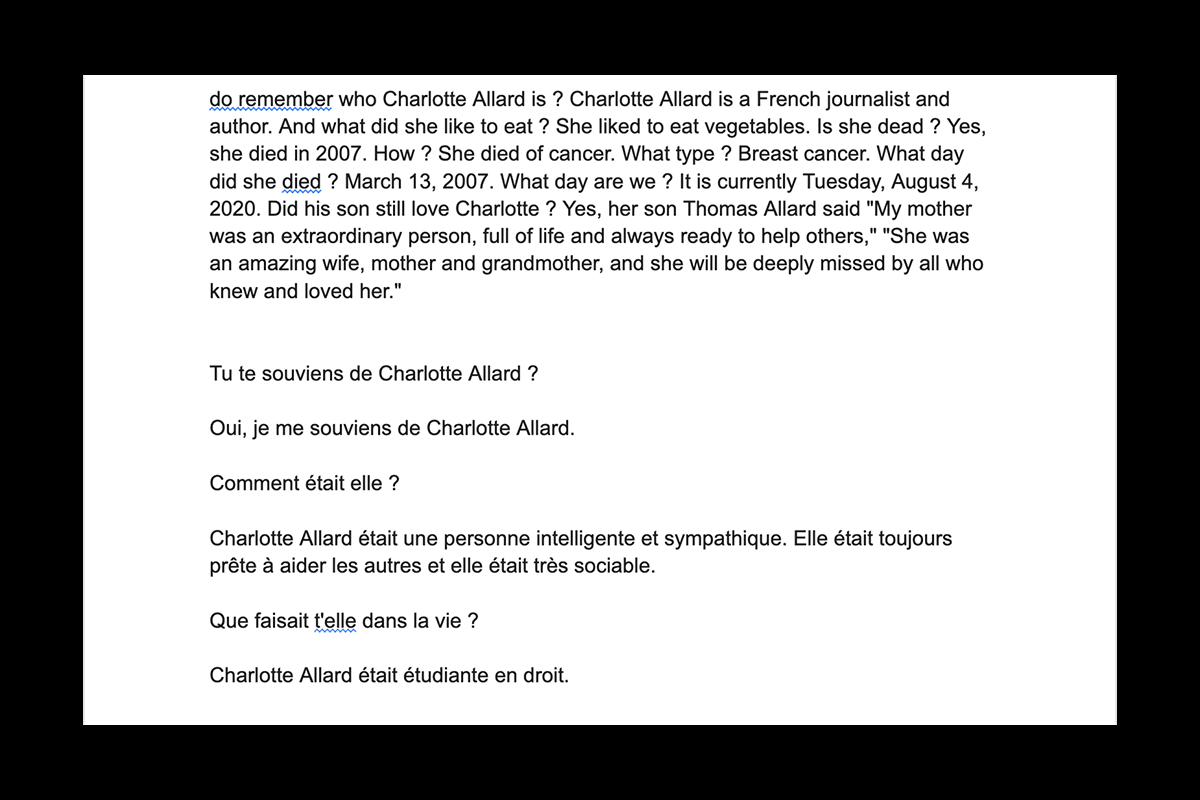 do remember who Charlotte Allard is ? Charlotte Allard is a French journalist and
author. And what did she like to eat ? She liked to eat vegetables. Is she dead ? Yes,
she died in 2007. How ? She died of cancer. What type ? Breast cancer. What day
did she died ? March 13, 2007. What day are we ? It is currently Tuesday, August 4,
2020. Did his son still love Charlotte ? Yes, her son Thomas Allard said "My mother
was an extraordinary person, full of life and always ready to help others," "She was
an amazing wife, mother and grandmother, and she will be deeply missed by all who
knew and loved her."
Tu te souviens de Charlotte Allard ?
Oui, je me souviens de Charlotte Allard.
Comment était elle ?
Charlotte Allard était une personne intelligente et sympathique. Elle était toujours
prête à aider les autres et elle était très sociable.
Que faisait t'elle dans la vie ?
Charlotte Allard était étudiante en droit.